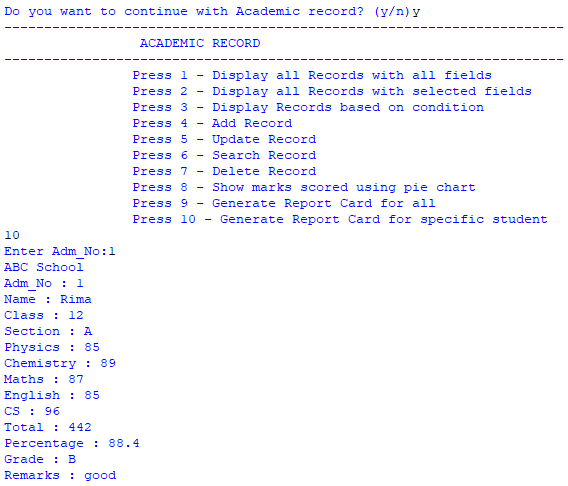 Do you want to continue with Academic record? (y/n)y
----------------------------------------------------------------------
ACADEMIC RECORD
----------------------------------------------------------------------
Press 1 - Display all Records with all fields
Press 2 - Display all Records with selected fields
Press 3 - Display Records based on condition
Press 4 - Add Record
Press 5 - Update Record
Press 6 - Search Record
Press 7 - Delete Record
Press 8 - Show marks scored using pie chart
Press 9 - Generate Report Card for all
Press 10 - Generate Report Card for specific student
10
Enter Adm_No:1
ABC School
Adm_No : 1
Name : Rima
Class : 12
Section : A
Physics : 85
Chemistry : 89
Maths : 87
English : 85
CS : 96
Total : 442
Percentage : 88.4
Grade : B
Remarks : good